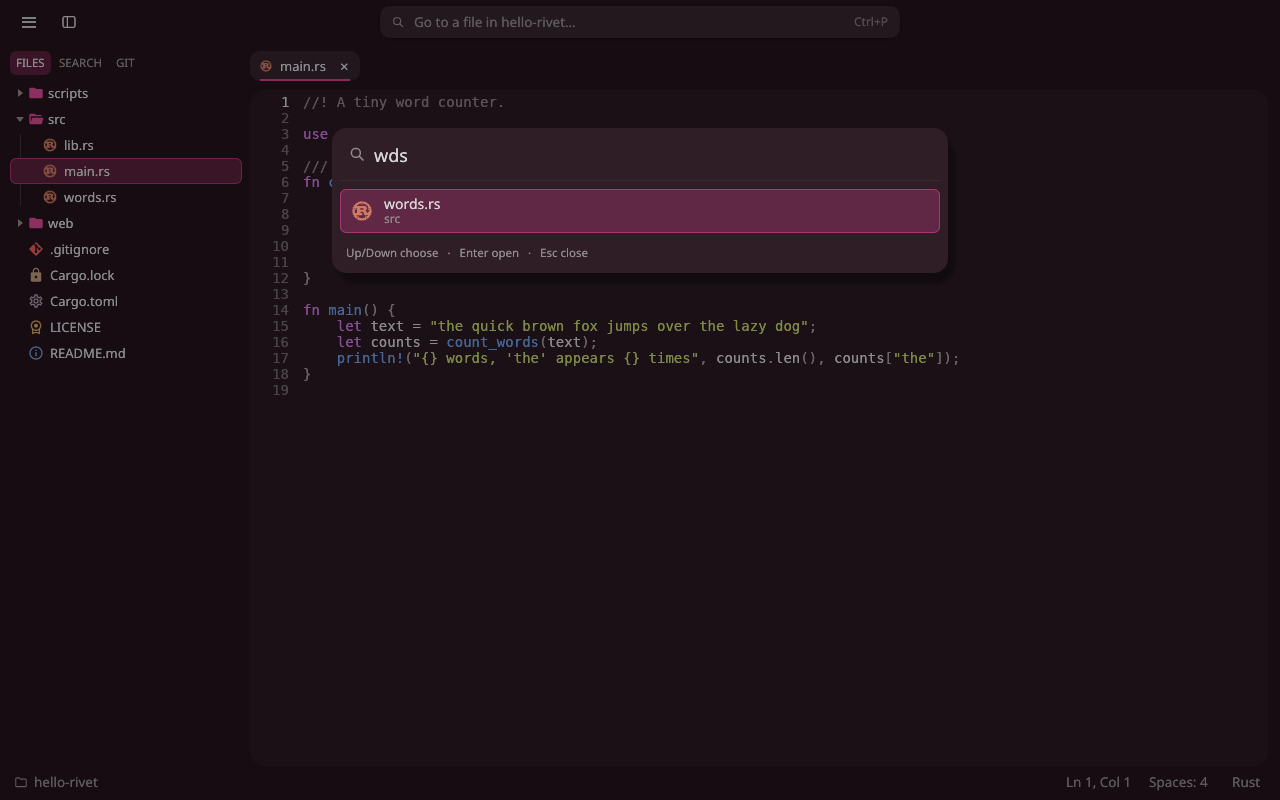 Go to a file in hello-rivet... Ctrl+P
FILES SEARCH GIT
main.rs ×
scripts
src
lib.rs
main.rs
words.rs
web
.gitignore
Cargo.lock
Cargo.toml
LICENSE
README.md
1 //! A tiny word counter.
2
3 use
4
5 ///
6 fn
7
8
9
10
11
12 }
13
14 fn main() {
15     let text = "the quick brown fox jumps over the lazy dog";
16     let counts = count_words(text);
17     println!("{} words, 'the' appears {} times", counts.len(), counts["the"]);
18 }
19
wds
words.rs
src
Up/Down choose · Enter open · Esc close
hello-rivet
Ln 1, Col 1 Spaces: 4 Rust